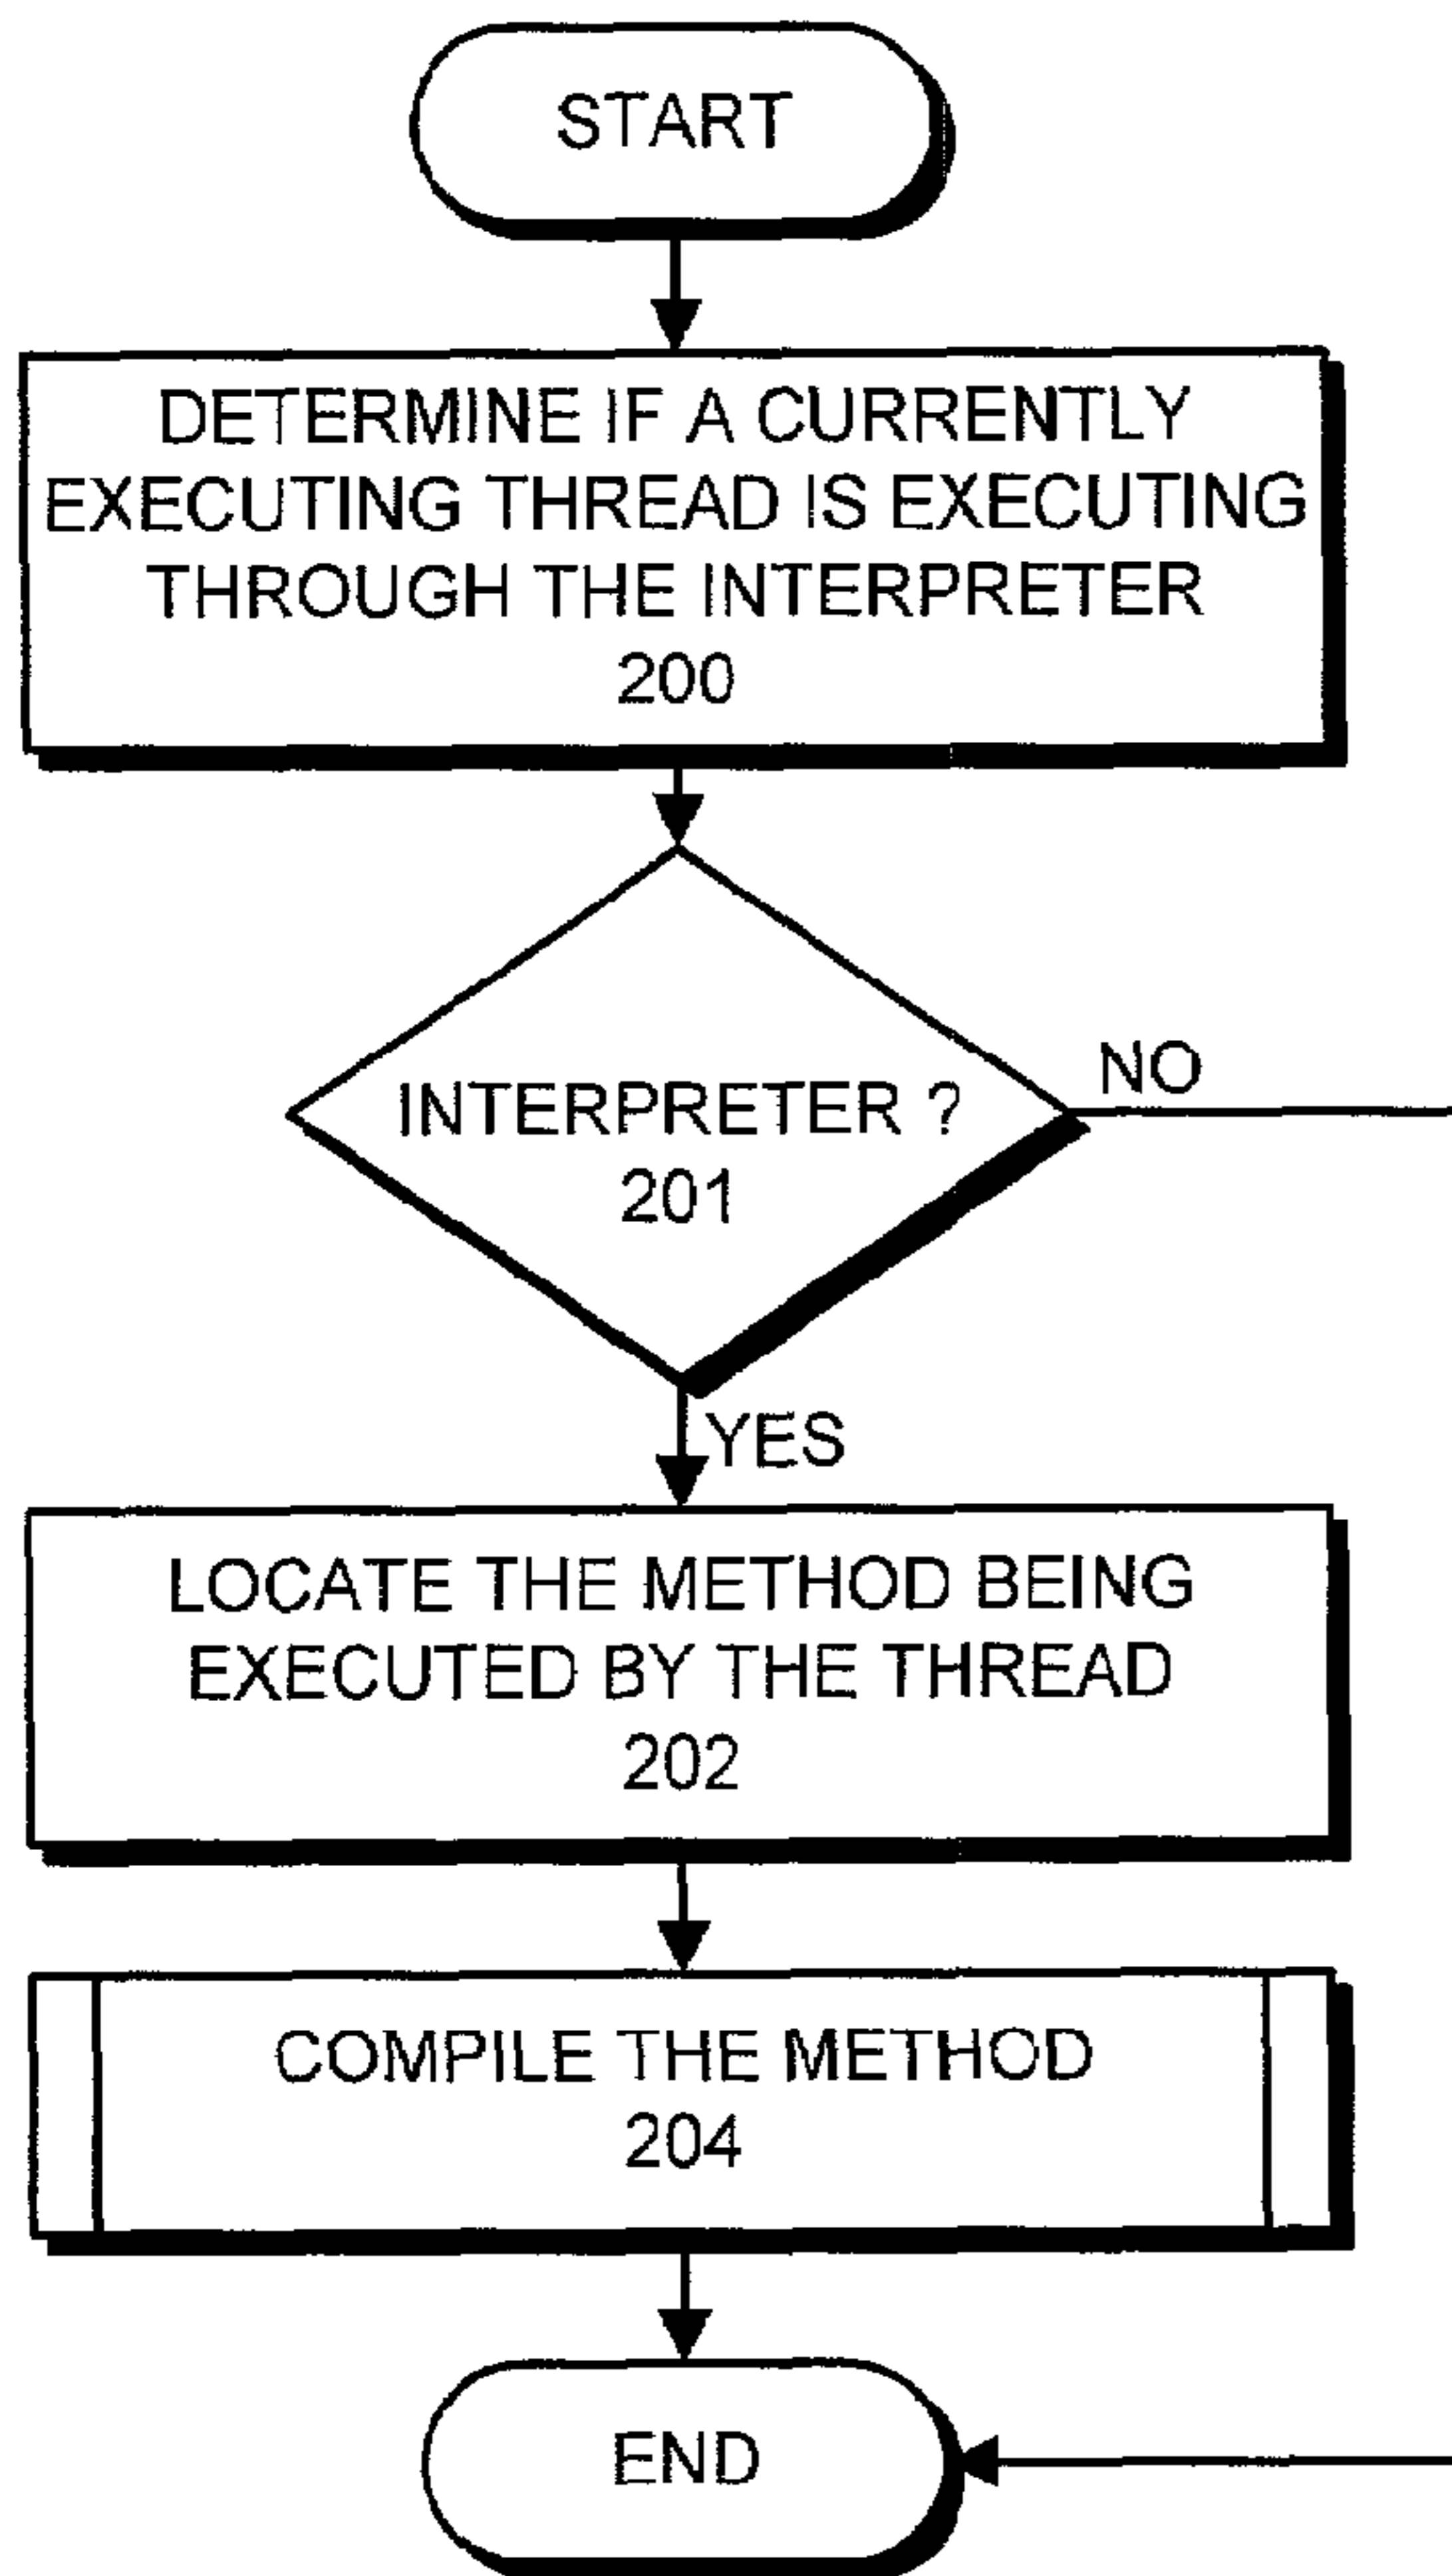 START
DETERMINE IF A CURRENTLY
EXECUTING THREAD IS EXECUTING
THROUGH THE INTERPRETER
200
INTERPRETER ?
201
NO
YES
LOCATE THE METHOD BEING
EXECUTED BY THE THREAD
202
COMPILE THE METHOD
204
END